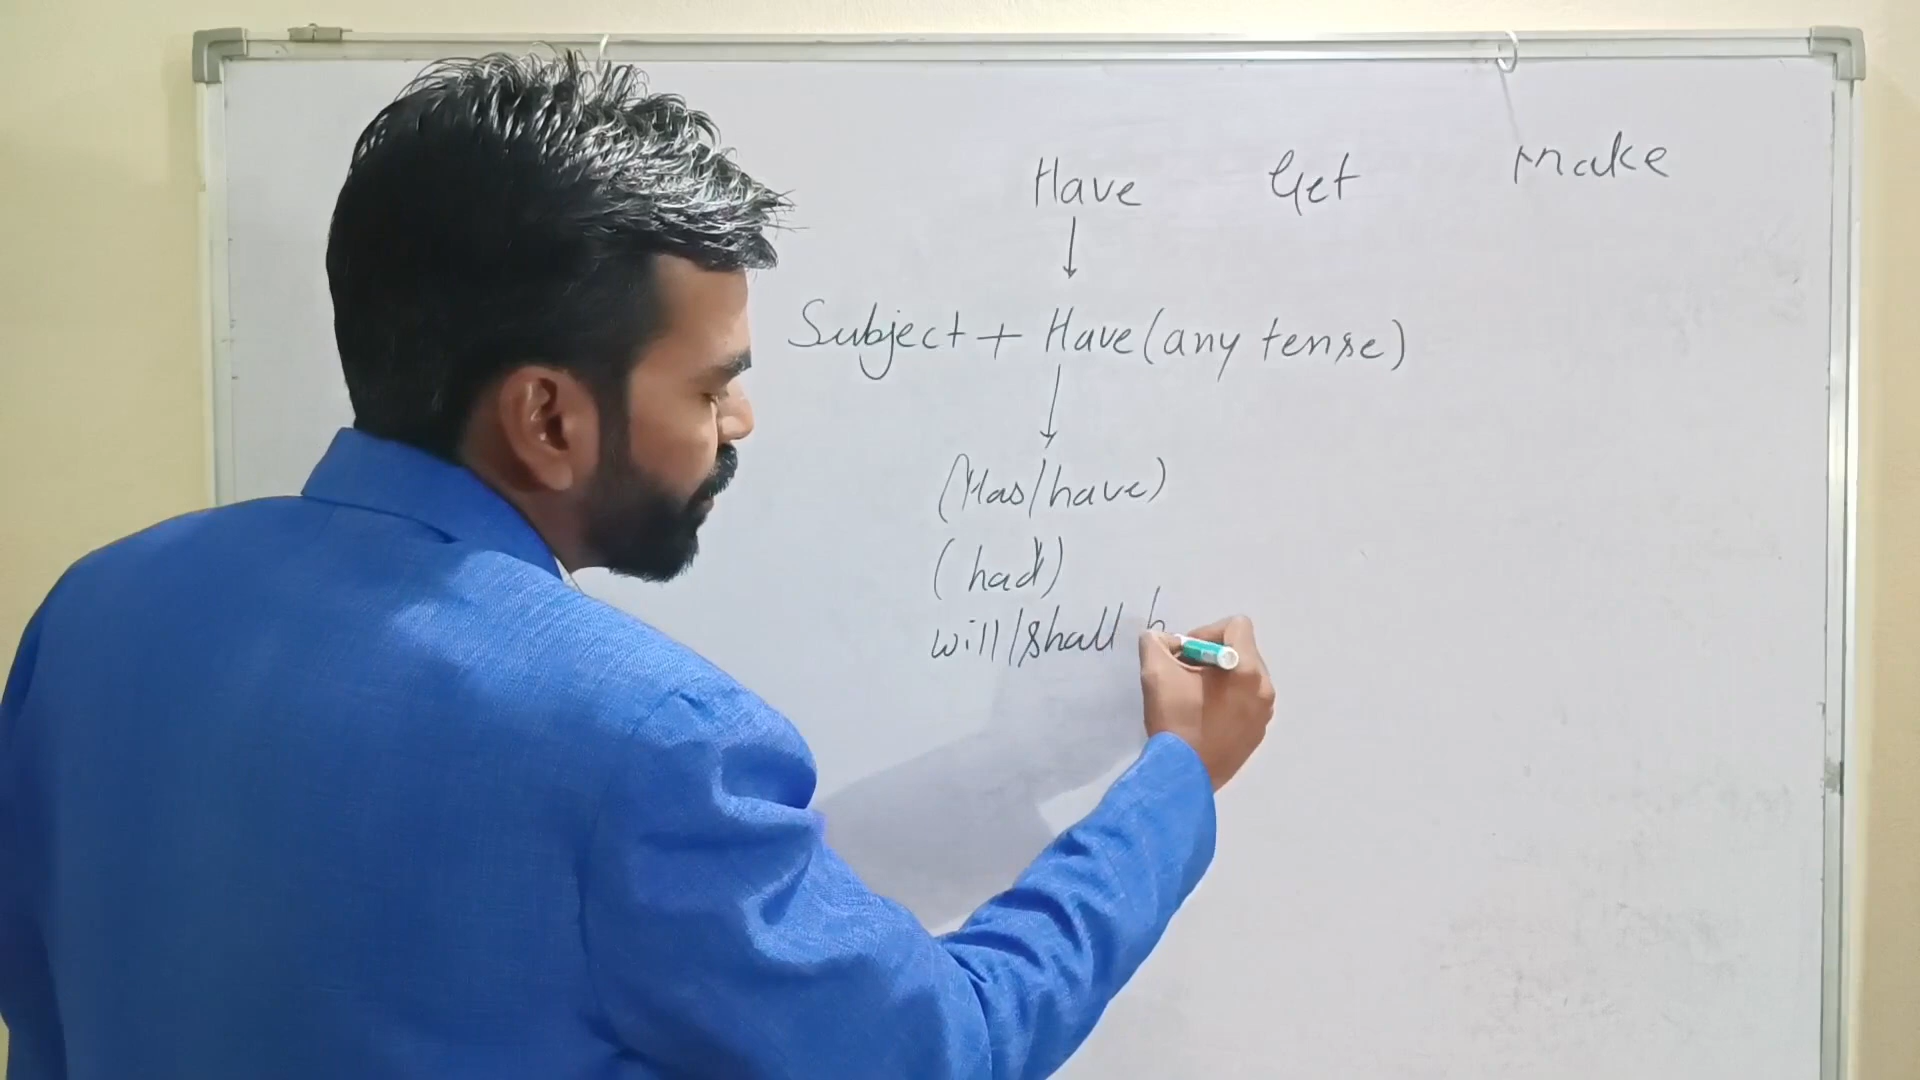 Have Get Make
Subject + Have (any tense)
(Has/have)
(had)
will/shall h